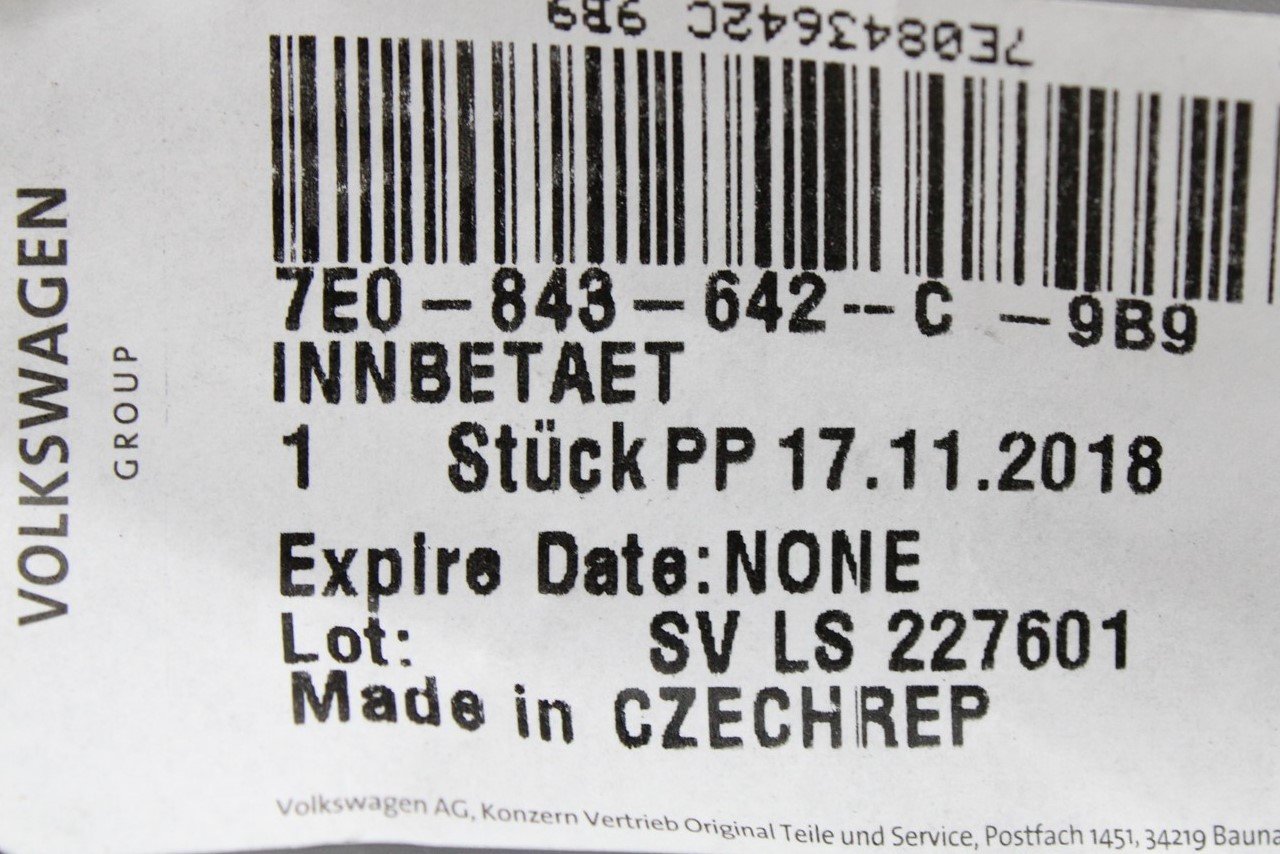 7E0843642C 9B9
VOLKSWAGEN
GROUP
7E0-843-642--C -9B9
INNBETAET
1 Stück PP 17.11.2018
Expire Date:NONE
Lot: SV LS 227601
Made in CZECHREP
Volkswagen AG, Konzern Vertrieb Original Teile und Service, Postfach 1451, 34219 Bauna